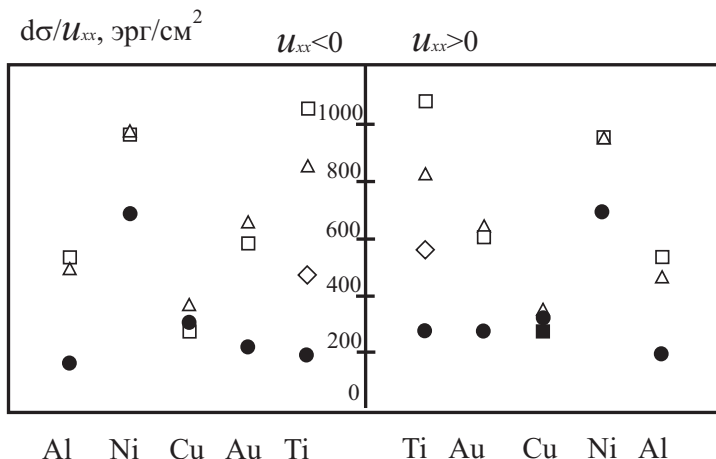 dσ/uxx, эрг/см2
uxx<0 uxx>0
1000
800
600
400
200
0
Al Ni Cu Au Ti Ti Au Cu Ni Al